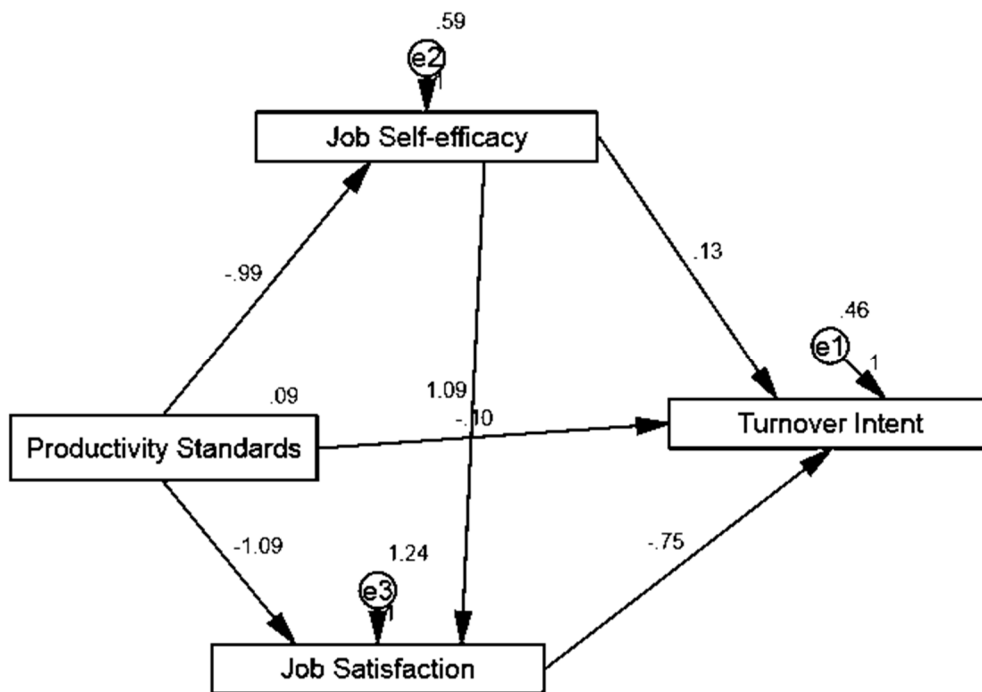 .59
e2
1
Job Self-efficacy
-.99
.13
.46
e1
1
.09
1.09
-.10
Productivity Standards
Turnover Intent
-1.09
1.24
-.75
e3
1
Job Satisfaction